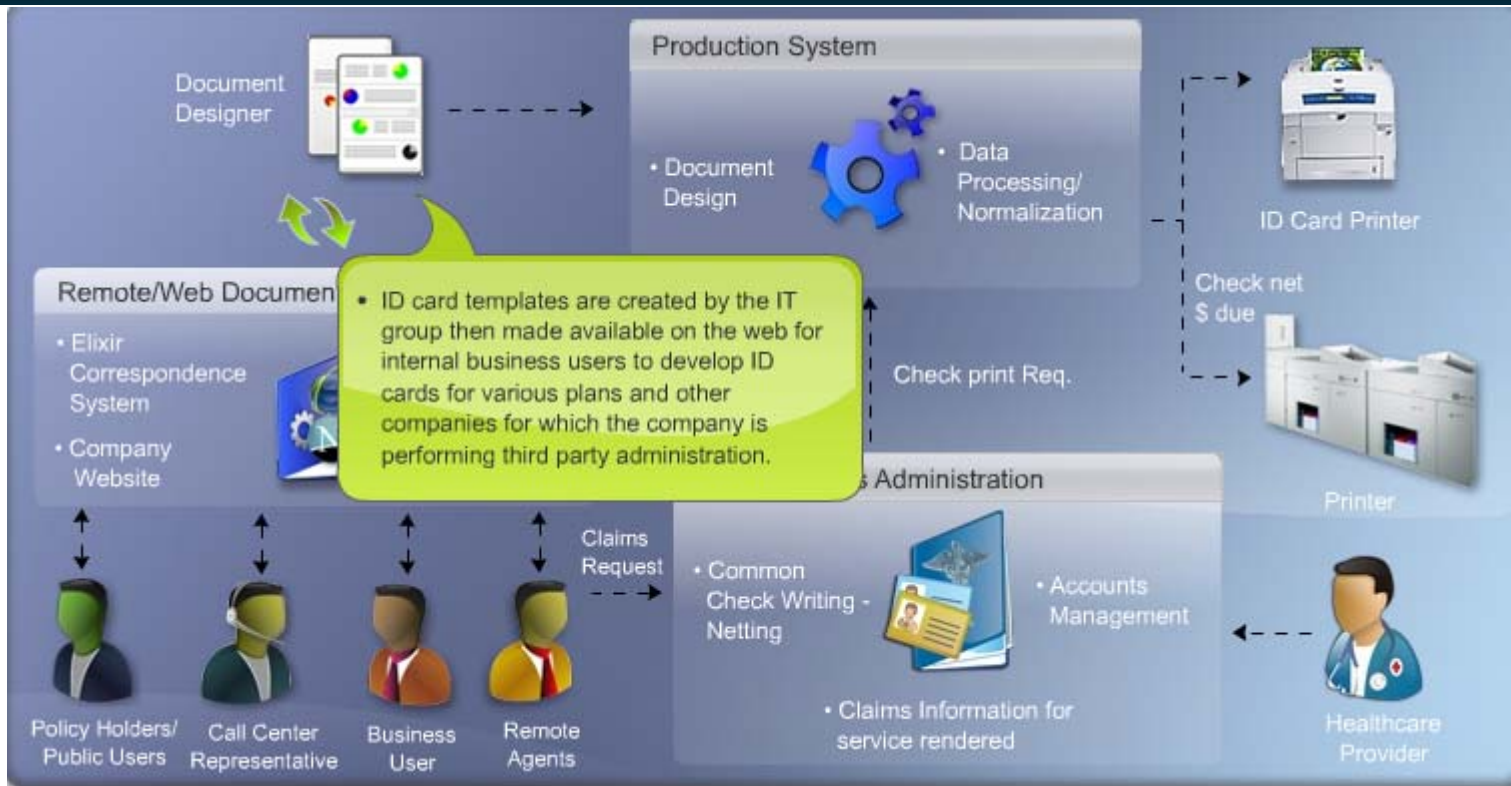 Document
Designer
Production System
• Document
Design
• Data
Processing/
Normalization
ID Card Printer
Check net
$ due
Printer
Remote/Web Document
• Elixir
Correspondence
System
• Company
Website
• ID card templates are created by the IT
group then made available on the web for
internal business users to develop ID
cards for various plans and other
companies for which the company is
performing third party administration.
Check print Req.
Administration
Claims
Request
• Common
Check Writing -
Netting
• Accounts
Management
• Claims Information for
service rendered
Policy Holders/
Public Users
Call Center
Representative
Business
User
Remote
Agents
Healthcare
Provider